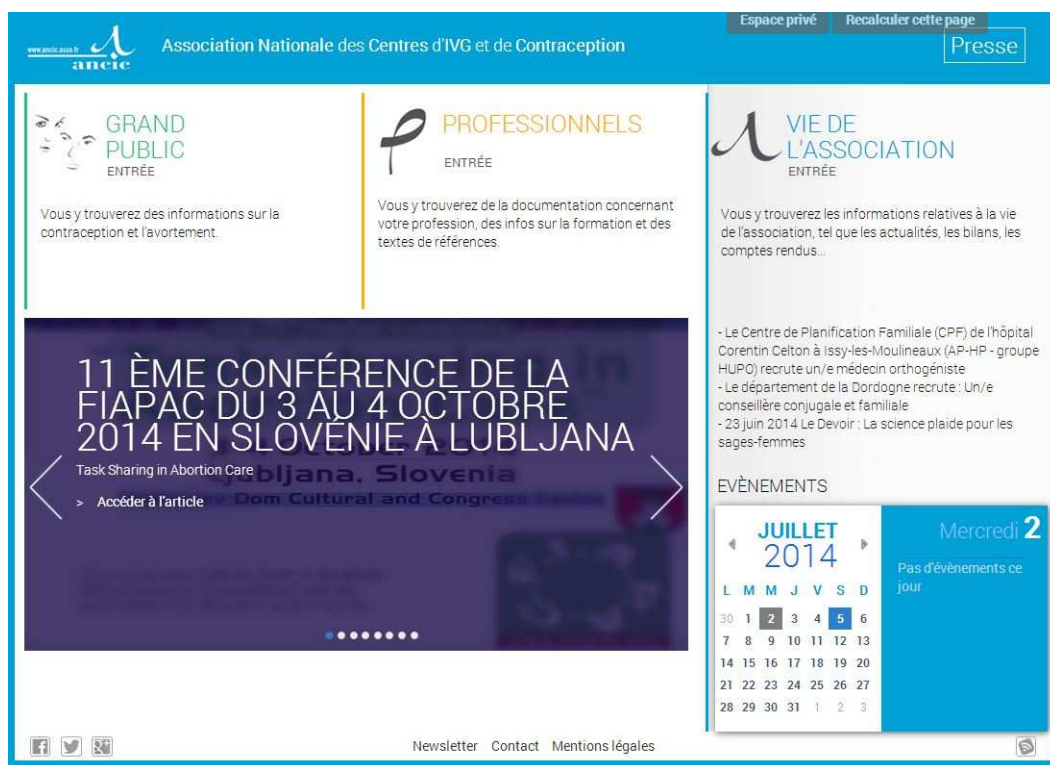 Espace privé Recalculer cette page
www.ancic.asso.fr
ancic
Association Nationale des Centres d'IVG et de Contraception
Presse
GRAND
PUBLIC
ENTRÉE
Vous y trouverez des informations sur la
contraception et l'avortement.
PROFESSIONNELS
ENTRÉE
Vous y trouverez de la documentation concernant
votre profession, des infos sur la formation et des
textes de références.
VIE DE
L'ASSOCIATION
ENTRÉE
Vous y trouverez les informations relatives à la vie
de l'association, tel que les actualités, les bilans, les
comptes rendus...
11 ÈME CONFÉRENCE DE LA
FIAPAC DU 3 AU 4 OCTOBRE
2014 EN SLOVÉNIE À LUBLJANA
Task Sharing in Abortion Care
> Accéder à l'article
- Le Centre de Planification Familiale (CPF) de l'hôpital
Corentin Celton à Issy-les-Moulineaux (AP-HP - groupe
HUPO) recrute un/e médecin orthogéniste
- Le département de la Dordogne recrute : Un/e
conseillère conjugale et familiale
- 23 juin 2014 Le Devoir : La science plaide pour les
sages-femmes
EVÈNEMENTS
JUILLET
2014
L M M J V S D
30 1 2 3 4 5 6
7 8 9 10 11 12 13
14 15 16 17 18 19 20
21 22 23 24 25 26 27
28 29 30 31 1 2 3
Mercredi 2
Pas d'évènements ce
jour
Newsletter Contact Mentions légales